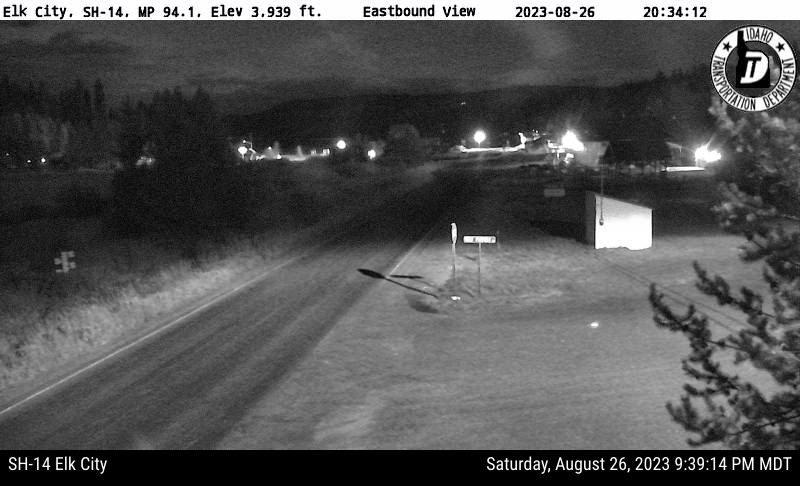 Elk City, SH-14, MP 94.1, Elev 3,939 ft. Eastbound View 2023-08-26 20:34:12
IDAHO
TRANSPORTATION DEPARTMENT
SH-14 Elk City Saturday, August 26, 2023 9:39:14 PM MDT